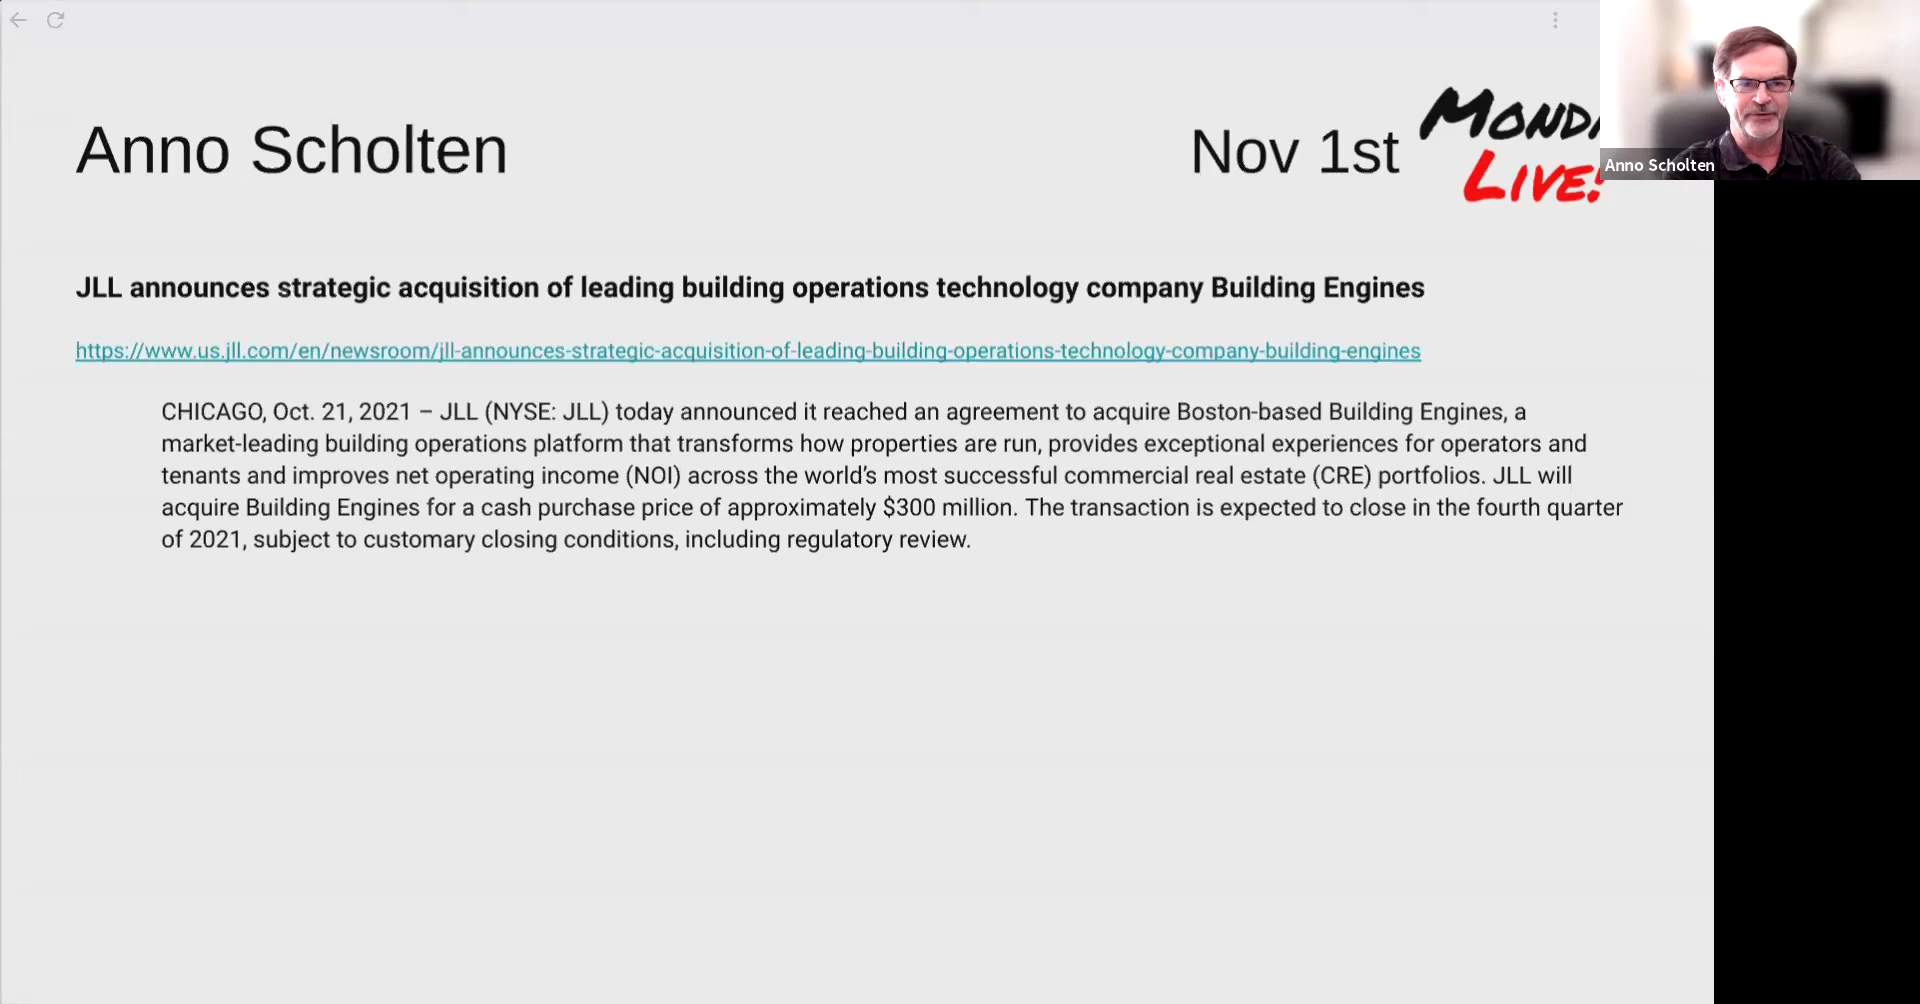 Anno Scholten
Nov 1st
LIVE!
Anno Scholten
JLL announces strategic acquisition of leading building operations technology company Building Engines
https://www.us.jll.com/en/newsroom/jll-announces-strategic-acquisition-of-leading-building-operations-technology-company-building-engines
CHICAGO, Oct. 21, 2021 – JLL (NYSE: JLL) today announced it reached an agreement to acquire Boston-based Building Engines, a
market-leading building operations platform that transforms how properties are run, provides exceptional experiences for operators and
tenants and improves net operating income (NOI) across the world’s most successful commercial real estate (CRE) portfolios. JLL will
acquire Building Engines for a cash purchase price of approximately $300 million. The transaction is expected to close in the fourth quarter
of 2021, subject to customary closing conditions, including regulatory review.